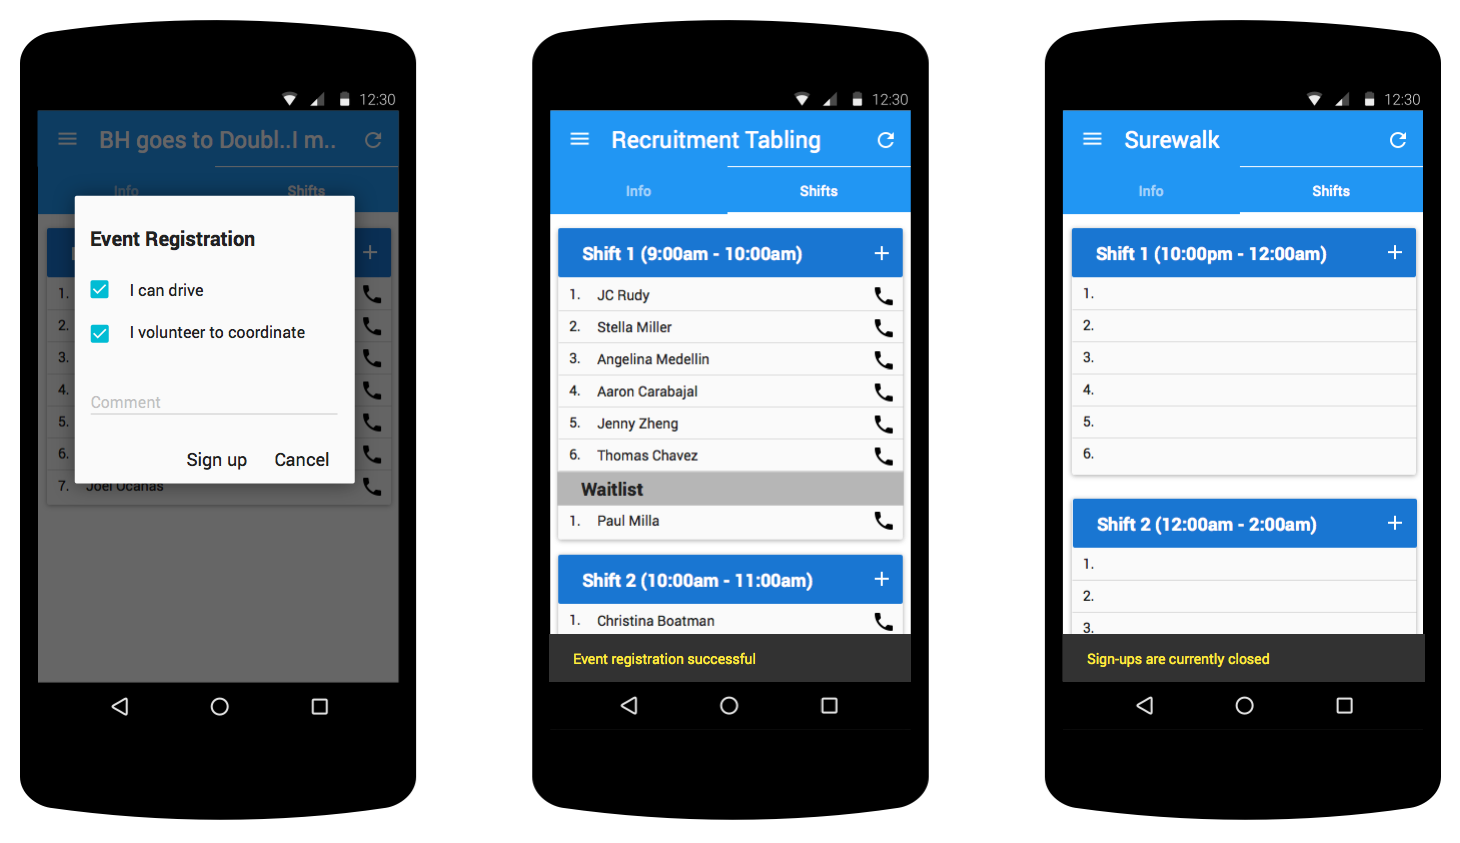 12:30
BH goes to Doubl..I m..
Info
Shifts
Event Registration
I can drive
I volunteer to coordinate
Comment
Sign up
Cancel
1.
2.
3.
4.
5.
6.
7. Joel Ocanas
12:30
Recruitment Tabling
Info
Shifts
Shift 1 (9:00am - 10:00am)
1. JC Rudy
2. Stella Miller
3. Angelina Medellin
4. Aaron Carabajal
5. Jenny Zheng
6. Thomas Chavez
Waitlist
1. Paul Milla
Shift 2 (10:00am - 11:00am)
1. Christina Boatman
Event registration successful
12:30
Surewalk
Info
Shifts
Shift 1 (10:00pm - 12:00am)
1.
2.
3.
4.
5.
6.
Shift 2 (12:00am - 2:00am)
1.
2.
3.
Sign-ups are currently closed